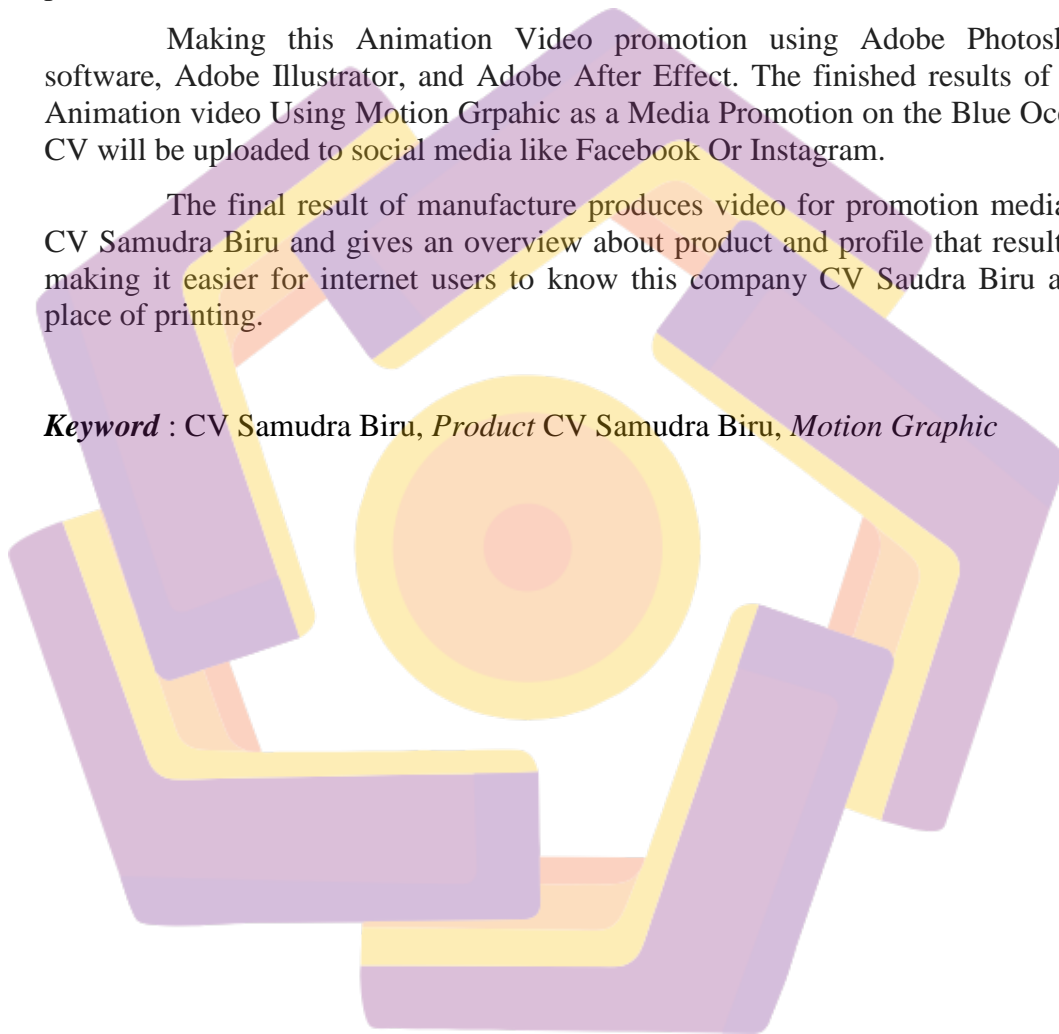 Making this Animation Video promotion using Adobe Photosh
software, Adobe Illustrator, and Adobe After Effect. The finished results of
Animation video Using Motion Grpahic as a Media Promotion on the Blue Oce
CV will be uploaded to social media like Facebook Or Instagram.
The final result of manufacture produces video for promotion media
CV Samudra Biru and gives an overview about product and profile that result
making it easier for internet users to know this company CV Saudra Biru a
place of printing.
Keyword : CV Samudra Biru, Product CV Samudra Biru, Motion Graphic